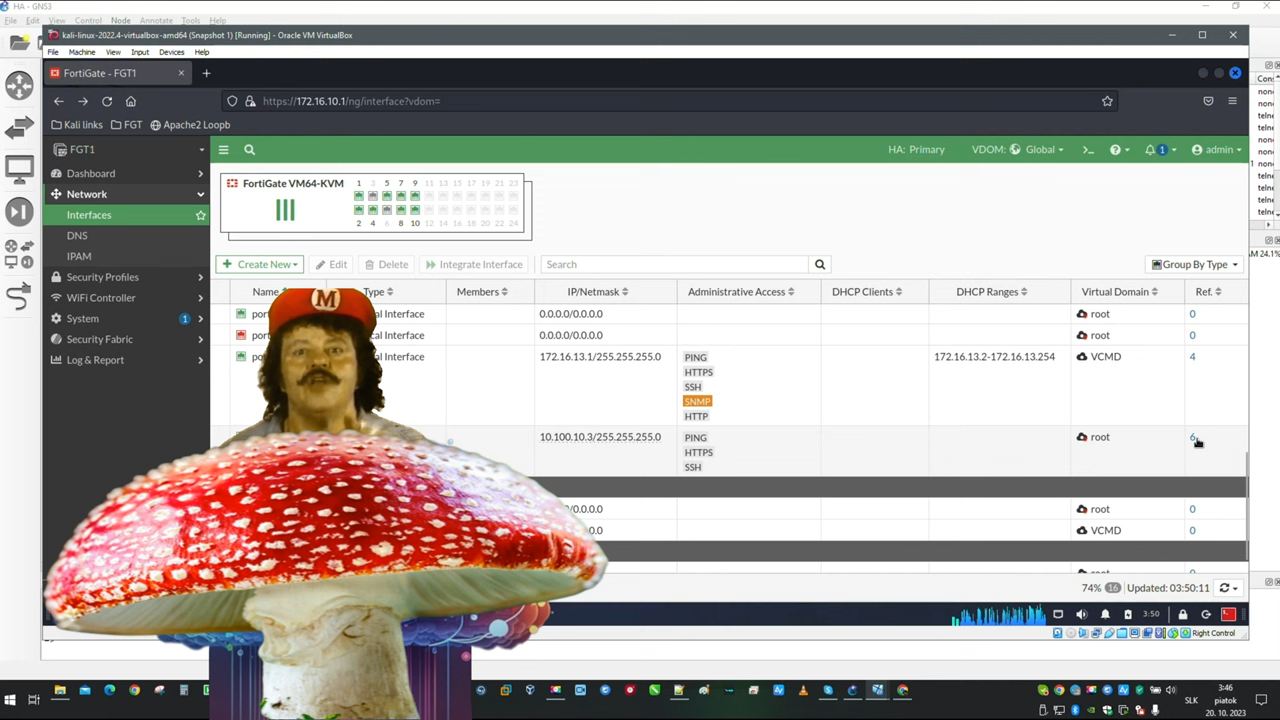 HA - GNS3
File Edit View Control Node Annotate Tools Help
kali-linux-2022.4-virtualbox-amd64 (Snapshot 1) [Running] - Oracle VM VirtualBox
File Machine View Input Devices Help
FortiGate - FGT1
https://172.16.10.1/ng/interface?vdom=
Kali links FGT Apache2 Loopb
FGT1
HA: Primary VDOM: Global 1 admin
Dashboard
Network
Interfaces
DNS
IPAM
Security Profiles
WiFi Controller
System 1
Security Fabric
Log & Report
FortiGate VM64-KVM
1 3 5 7 9 11 13 15 17 19 21 23
2 4 6 8 10 12 14 16 18 20 22 24
Create New Edit Delete Integrate Interface Search Group By Type
Name Type Members IP/Netmask Administrative Access DHCP Clients DHCP Ranges Virtual Domain Ref.
0.0.0.0/0.0.0.0 root 0
0.0.0.0/0.0.0.0 root 0
172.16.13.1/255.255.255.0 PING 172.16.13.2-172.16.13.254 VCMD 4
HTTPS
SSH
SNMP
HTTP
10.100.10.3/255.255.255.0 PING root 6
HTTPS
SSH
root 0
VCMD 0
74% 16 Updated: 03:50:11
3:50
Right Control
M
SLK
3:46
piatok
20. 10. 2023